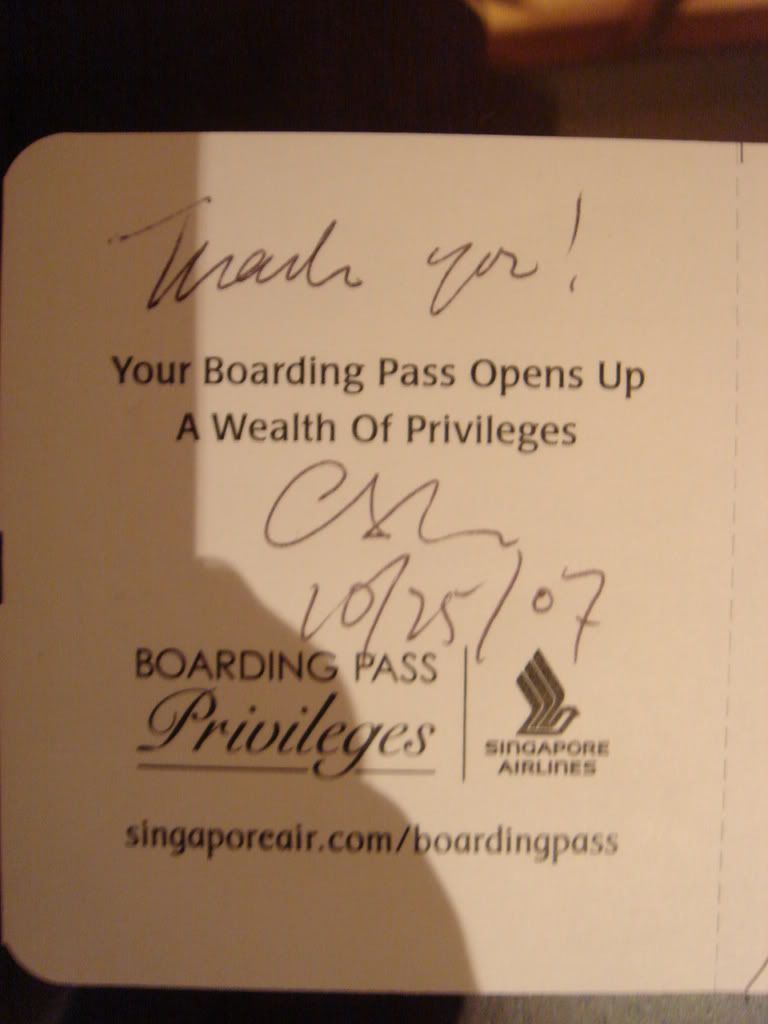 Thank you!
Your Boarding Pass Opens Up
A Wealth Of Privileges
10/25/07
BOARDING PASS
Privileges
SINGAPORE
AIRLINES
singaporeair.com/boardingpass